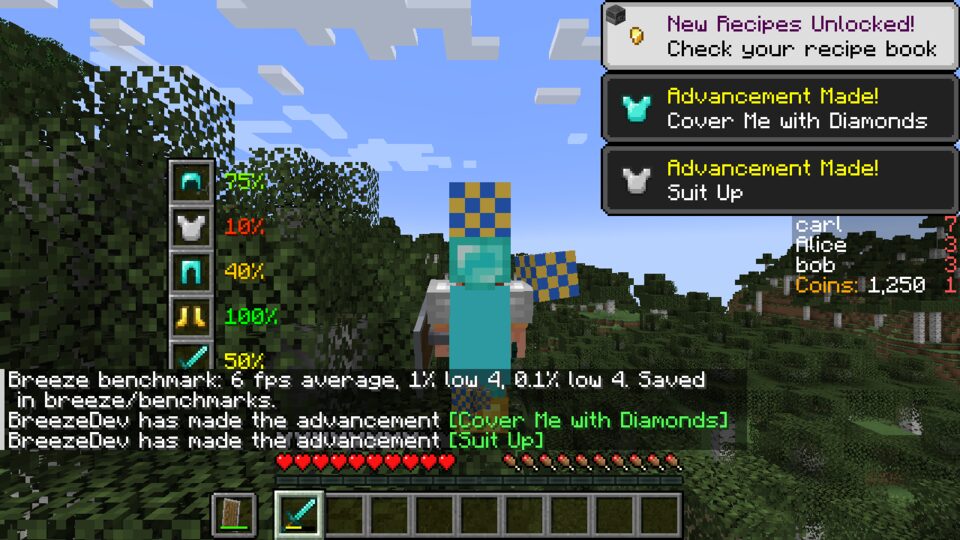 New Recipes Unlocked!
Check your recipe book
Advancement Made!
Cover Me with Diamonds
Advancement Made!
Suit Up
carl 7
Alice 3
bob 3
Coins: 1,250 1
75%
10%
40%
100%
50%
Breeze benchmark: 6 fps average, 1% low 4, 0.1% low 4. Saved
in breeze/benchmarks.
BreezeDev has made the advancement [Cover Me with Diamonds]
BreezeDev has made the advancement [Suit Up]